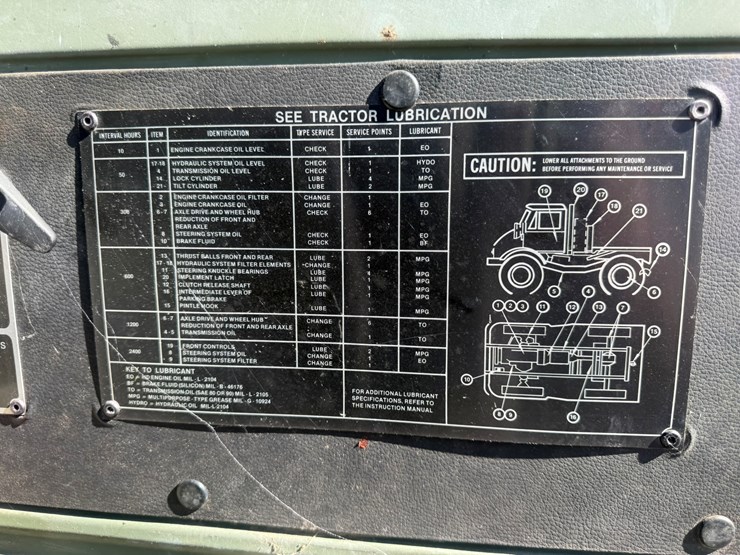 SEE TRACTOR LUBRICATION
INTERVAL HOURS ITEM IDENTIFICATION TYPE SERVICE SERVICE POINTS LUBRICANT
10 1 ENGINE CRANKCASE OIL LEVEL CHECK 1 EO
50 17-18 HYDRAULIC SYSTEM OIL LEVEL CHECK 1 HYDO
4 TRANSMISSION OIL LEVEL CHECK 1 TO
14 LOCK CYLINDER LUBE 4 MPG
21 TILT CYLINDER LUBE 2 MPG
300 2 ENGINE CRANKCASE OIL FILTER CHANGE 1
3 ENGINE CRANKCASE OIL CHANGE 1 EO
6-7 AXLE DRIVE AND WHEEL HUB CHECK 6 TO
REDUCTION OF FRONT AND
REAR AXLE
8 STEERING SYSTEM OIL CHECK 1 EO
10 BRAKE FLUID CHECK 1 BF
600 13 THRUST BALLS FRONT AND REAR LUBE 2 MPG
17-18 HYDRAULIC SYSTEM FILTER ELEMENTS CHANGE 1
11 STEERING KNUCKLE BEARINGS LUBE 4 MPG
20 IMPLEMENT LATCH LUBE 1 MPG
12 CLUTCH RELEASE SHAFT LUBE 1 MPG
16 INTERMEDIATE LEVER OF LUBE 1 MPG
PARKING BRAKE
15 PINTLE HOOK LUBE 1 MPG
1200 6-7 AXLE DRIVE AND WHEEL HUB CHANGE 6 TO
REDUCTION OF FRONT AND REAR AXLE
4-5 TRANSMISSION OIL CHANGE 1 TO
2400 19 FRONT CONTROLS LUBE 2 MPG
8 STEERING SYSTEM OIL CHANGE 1 EO
9 STEERING SYSTEM FILTER CHANGE 1
KEY TO LUBRICANT
EO = HD ENGINE OIL MIL-L-2104
BF = BRAKE FLUID (SILICON) MIL-B-46176
TO = TRANSMISSION OIL (SAE 80 OR 90) MIL-L-2105
MPG = MULTIPURPOSE-TYPE GREASE MIL-G-10924
HYDRO = HYDRAULIC OIL MIL-L-2104
FOR ADDITIONAL LUBRICANT
SPECIFICATIONS, REFER TO
THE INSTRUCTION MANUAL
CAUTION: LOWER ALL ATTACHMENTS TO THE GROUND
BEFORE PERFORMING ANY MAINTENANCE OR SERVICE
19 20 17
18
21
14
5 4 6
1 2 3 11 12 4 13 7
15
10
8 9 16
S